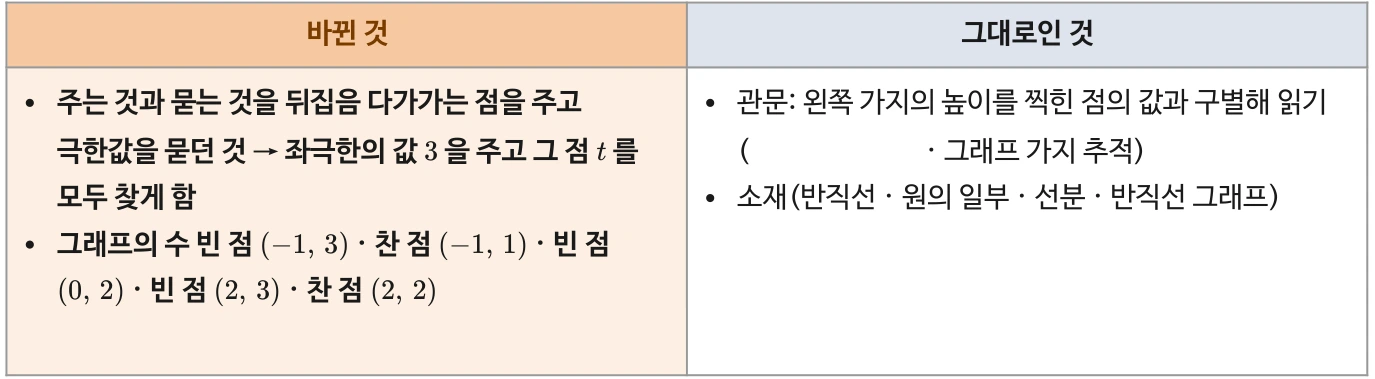 바뀐 것
그대로인 것
• 주는 것과 묻는 것을 뒤집음 다가가는 점을 주고
극한값을 묻던 것 → 좌극한의 값 3 을 주고 그 점 t 를
모두 찾게 함
• 그래프의 수 빈 점 (−1, 3) · 찬 점 (−1, 1) · 빈 점
(0, 2) · 빈 점 (2, 3) · 찬 점 (2, 2)
• 관문: 왼쪽 가지의 높이를 찍힌 점의 값과 구별해 읽기
( · 그래프 가지 추적)
• 소재(반직선 · 원의 일부 · 선분 · 반직선 그래프)